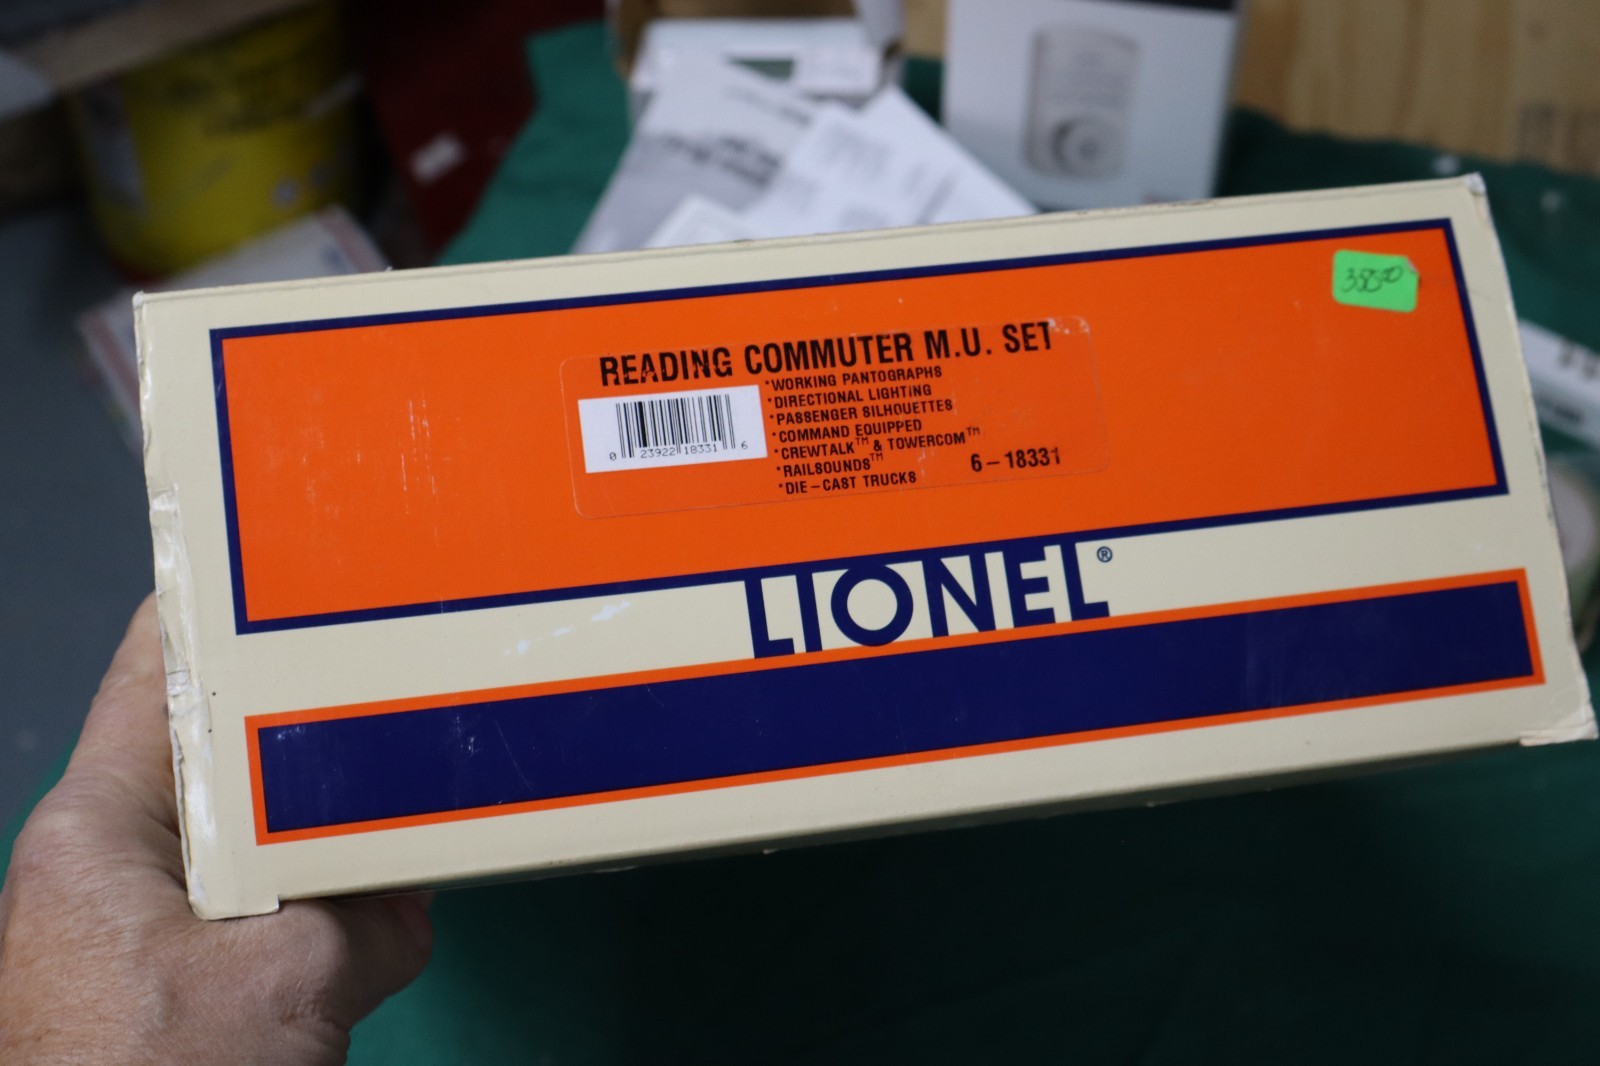 READING COMMUTER M.U. SET
*WORKING PANTOGRAPHS
*DIRECTIONAL LIGHTING
*PASSENGER SILHOUETTES
*COMMAND EQUIPPED
*CREWTALK™ & TOWERCOM™
*RAILSOUNDS™
*DIE-CAST TRUCKS
6-18331
0 23922 18331 6
LIONEL®